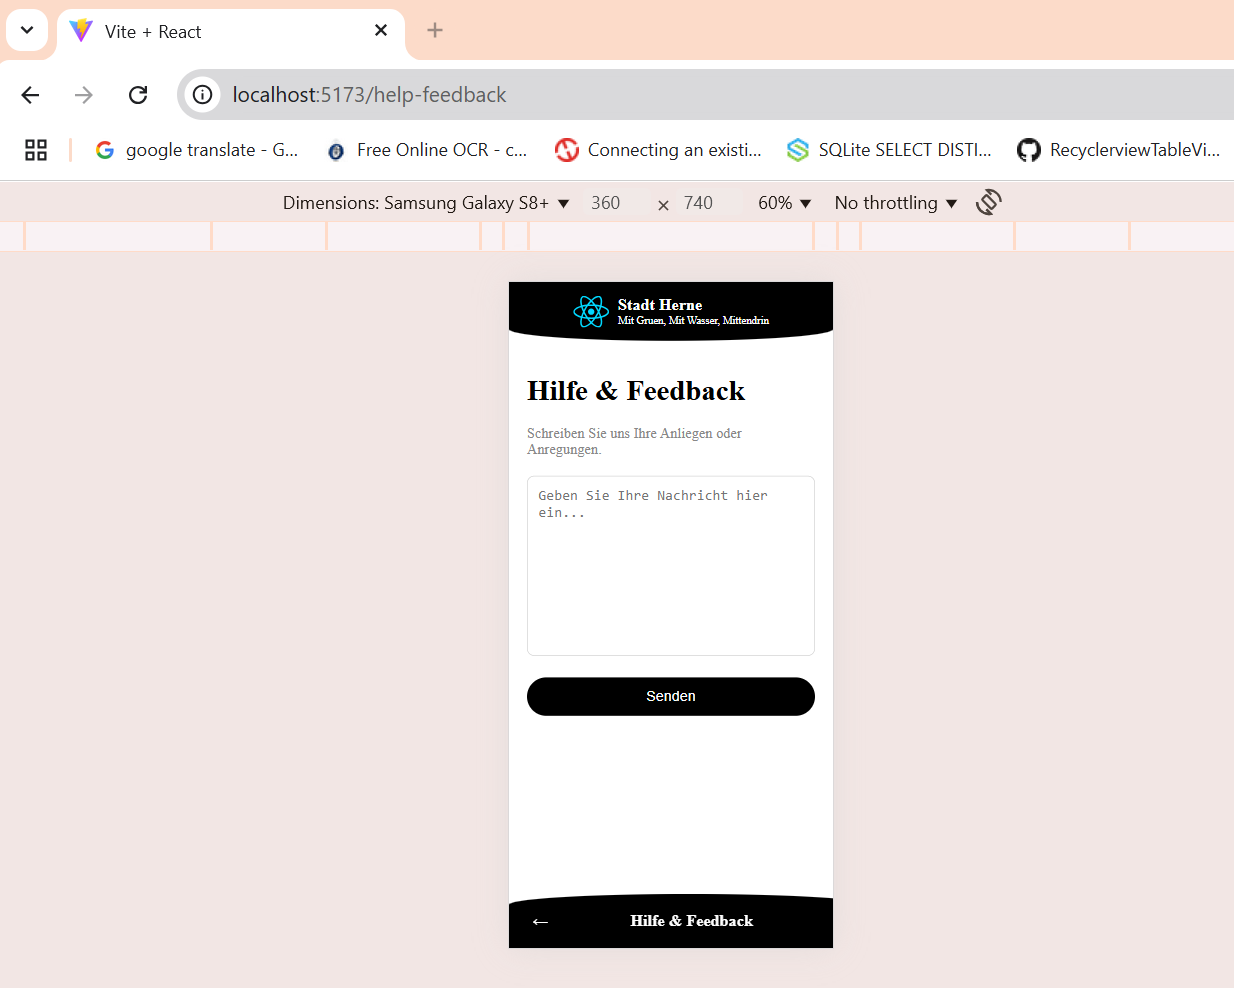 Vite + React
localhost:5173/help-feedback
google translate - G...
Free Online OCR - c...
Connecting an existi...
SQLite SELECT DISTI...
RecyclerviewTableVi...
Dimensions: Samsung Galaxy S8+ 360 × 740 60% No throttling
Stadt Herne
Mit Gruen, Mit Wasser, Mittendrin
Hilfe & Feedback
Schreiben Sie uns Ihre Anliegen oder
Anregungen.
Geben Sie Ihre Nachricht hier
ein...
Senden
← Hilfe & Feedback